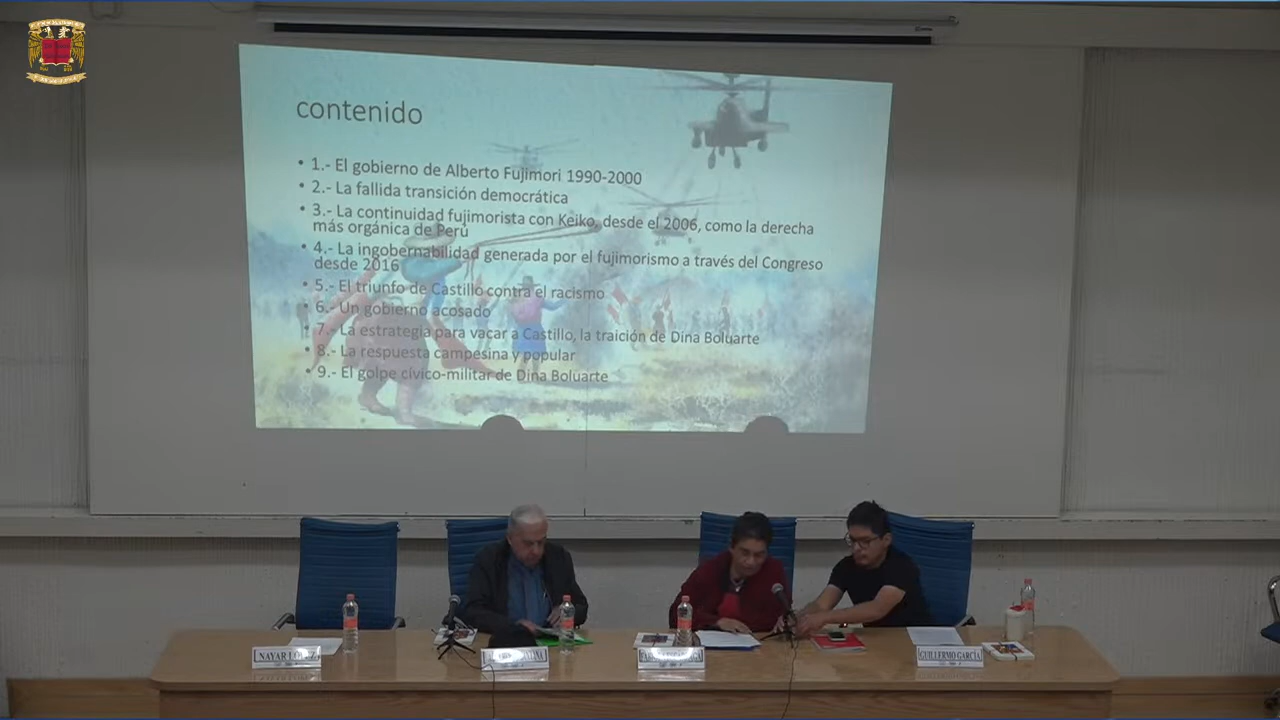 contenido
• 1.- El gobierno de Alberto Fujimori 1990-2000
• 2.- La fallida transición democrática
• 3.- La continuidad fujimorista con Keiko, desde el 2006, como la derecha
más orgánica de Perú
• 4.- La ingobernabilidad generada por el fujimorismo a través del Congreso
desde 2016
• 5.- El triunfo de Castillo contra el racismo
• 6.- Un gobierno acosado
• 7.- La estrategia para vacar a Castillo, la traición de Dina Boluarte
• 8.- La respuesta campesina y popular
• 9.- El golpe cívico-militar de Dina Boluarte
NAYAR LÓPEZ
GUILLERMO GARCÍA